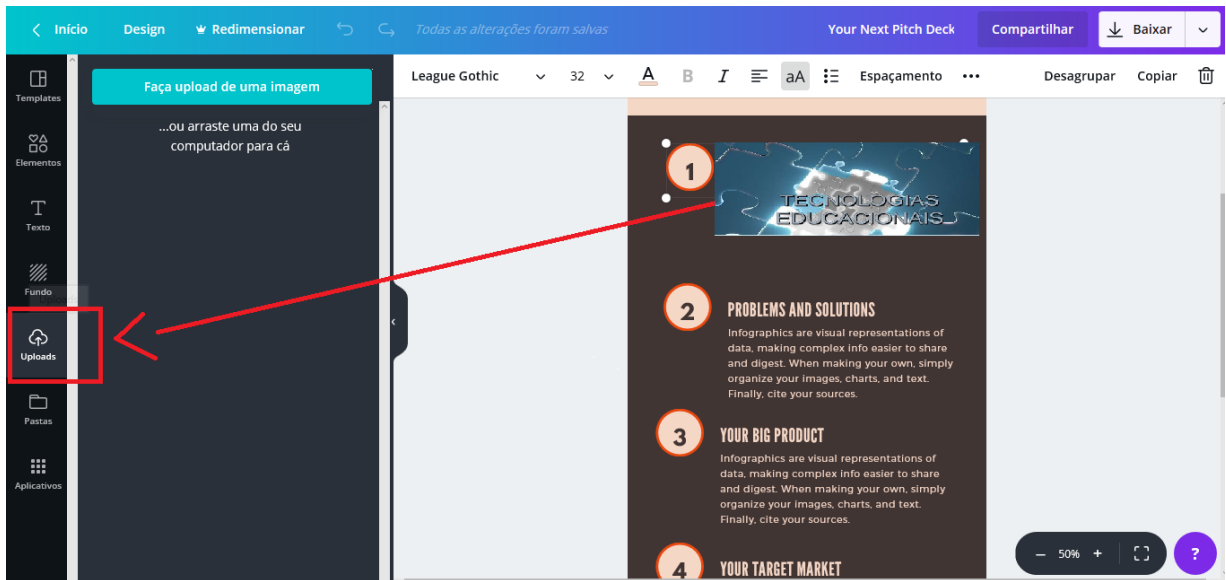 Início
Design
Redimensionar
Todas as alterações foram salvas
Your Next Pitch Deck
Compartilhar
Baixar
Templates
Elementos
Texto
Fundo
Uploads
Pastas
Aplicativos
Faça upload de uma imagem
...ou arraste uma do seu
computador para cá
League Gothic
32
A
B
I
aA
Espaçamento
Desagrupar
Copiar
1
TECNOLOGIAS
EDUCACIONAIS
2
PROBLEMS AND SOLUTIONS
Infographics are visual representations of
data, making complex info easier to share
and digest. When making your own, simply
organize your images, charts, and text.
Finally, cite your sources.
3
YOUR BIG PRODUCT
Infographics are visual representations of
data, making complex info easier to share
and digest. When making your own, simply
organize your images, charts, and text.
Finally, cite your sources.
4
YOUR TARGET MARKET
50%
?